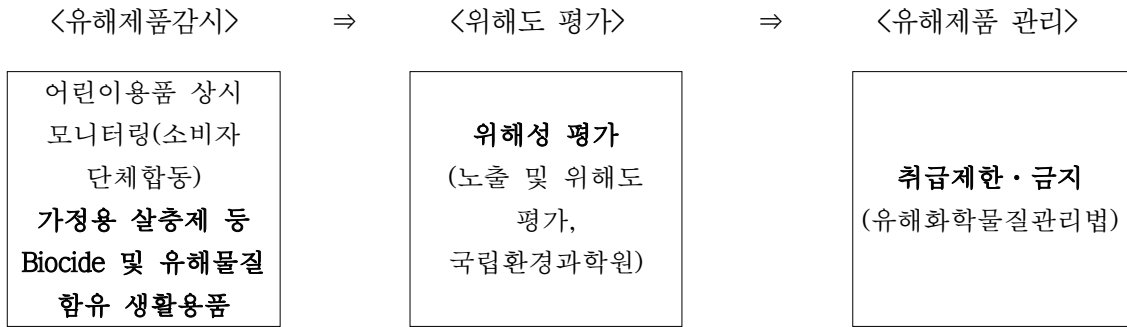 <유해제품감시> ⇒ <위해도 평가> ⇒ <유해제품 관리>
어린이용품 상시
모니터링(소비자
단체합동)
가정용 살충제 등
Biocide 및 유해물질
함유 생활용품
위해성 평가
(노출 및 위해도
평가,
국립환경과학원)
취급제한・금지
(유해화학물질관리법)